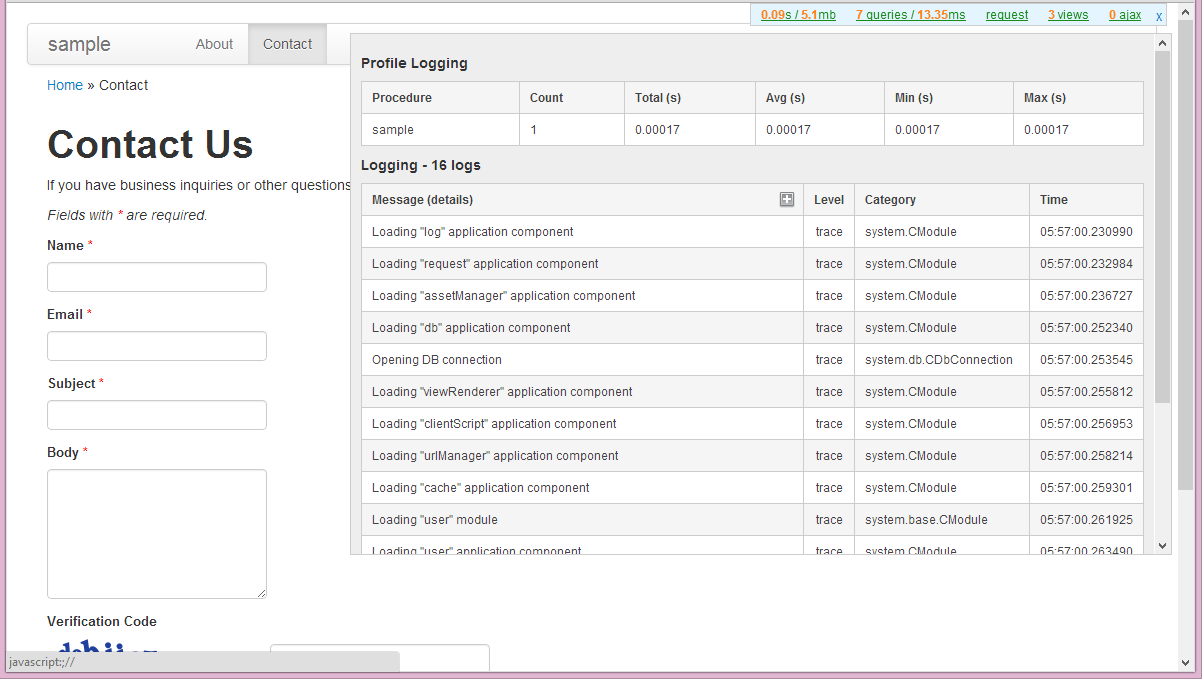 0.09s / 5.1mb 7 queries / 13.35ms request 3 views 0 ajax x
sample About Contact
Home » Contact
Contact Us
If you have business inquiries or other questions
Fields with * are required.
Name *
Email *
Subject *
Body *
Verification Code
javascript:;//
Profile Logging
Procedure Count Total (s) Avg (s) Min (s) Max (s)
sample 1 0.00017 0.00017 0.00017 0.00017
Logging - 16 logs
Message (details) Level Category Time
Loading "log" application component trace system.CModule 05:57:00.230990
Loading "request" application component trace system.CModule 05:57:00.232984
Loading "assetManager" application component trace system.CModule 05:57:00.236727
Loading "db" application component trace system.CModule 05:57:00.252340
Opening DB connection trace system.db.CDbConnection 05:57:00.253545
Loading "viewRenderer" application component trace system.CModule 05:57:00.255812
Loading "clientScript" application component trace system.CModule 05:57:00.256953
Loading "urlManager" application component trace system.CModule 05:57:00.258214
Loading "cache" application component trace system.CModule 05:57:00.259301
Loading "user" module trace system.base.CModule 05:57:00.261925
Loading "user" application component trace system.CModule 05:57:00.263490